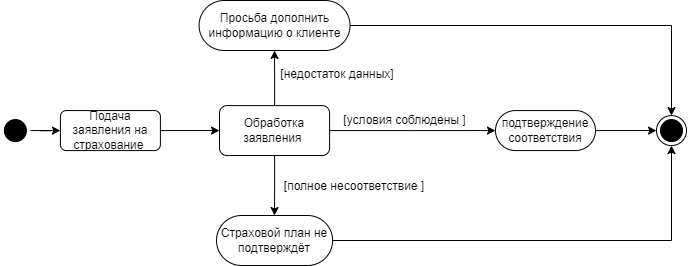 Просьба дополнить
информацию о клиенте
[недостаток данных]
Подача
заявления на
страхование
Обработка
заявления
[условия соблюдены ]
подтверждение
соответствия
[полное несоответствие ]
Страховой план не
подтверждёт